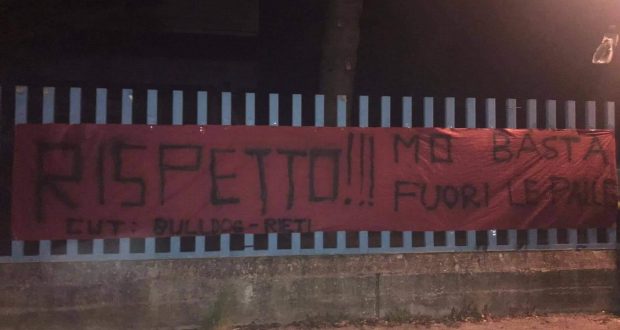 RISPETTO!!!
CUT: BULLDOG-RIETI
MO BASTA
FUORI LE PALLE